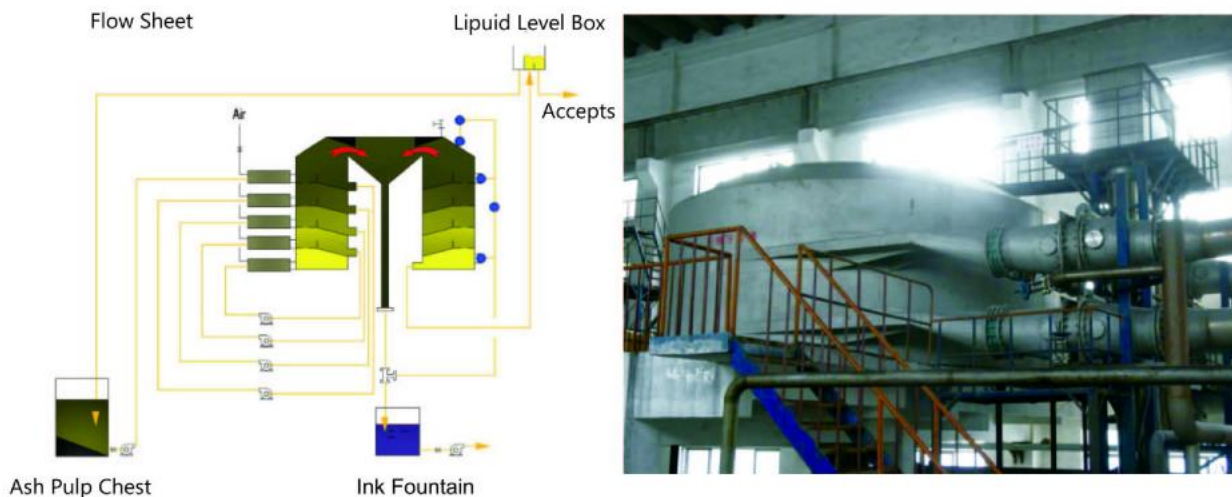 Flow Sheet
Lipuid Level Box
Air
Accepts
Ash Pulp Chest
Ink Fountain